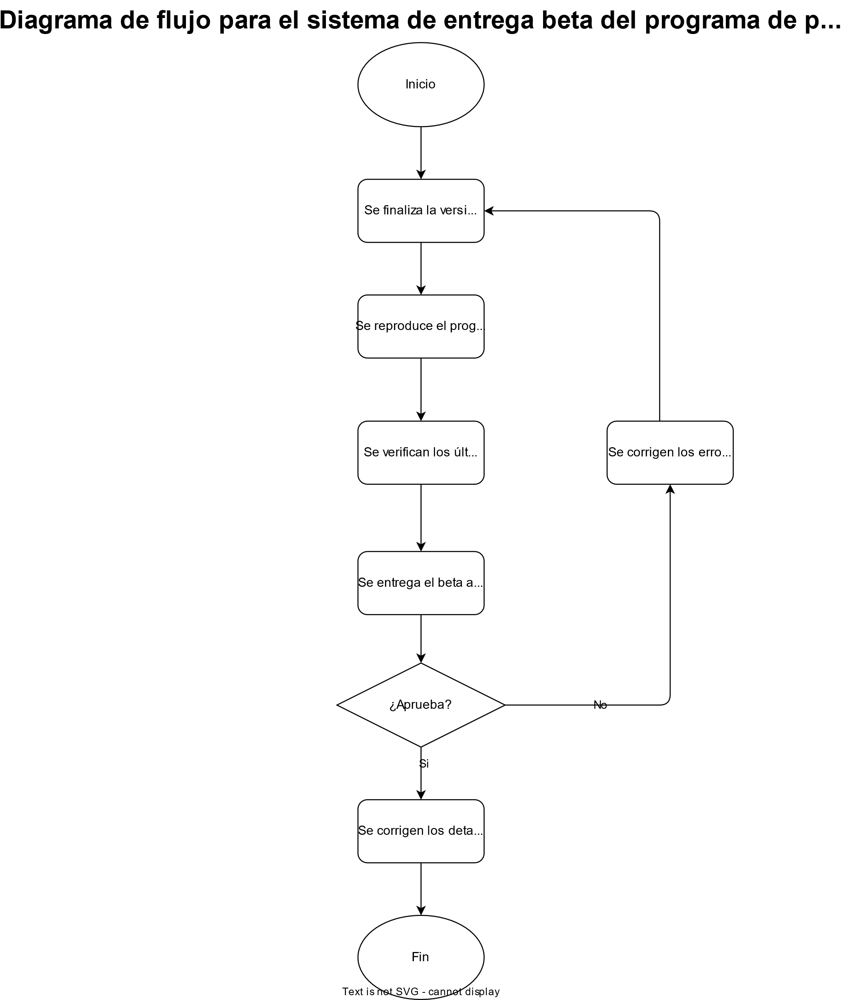 Diagrama de flujo para el sistema de entrega beta del programa de p...
Inicio
Se finaliza la versi...
Se reproduce el prog...
Se verifican los últ...
Se corrigen los erro...
Se entrega el beta a...
¿Aprueba?
No
Si
Se corrigen los deta...
Fin
Text is not SVG - cannot display